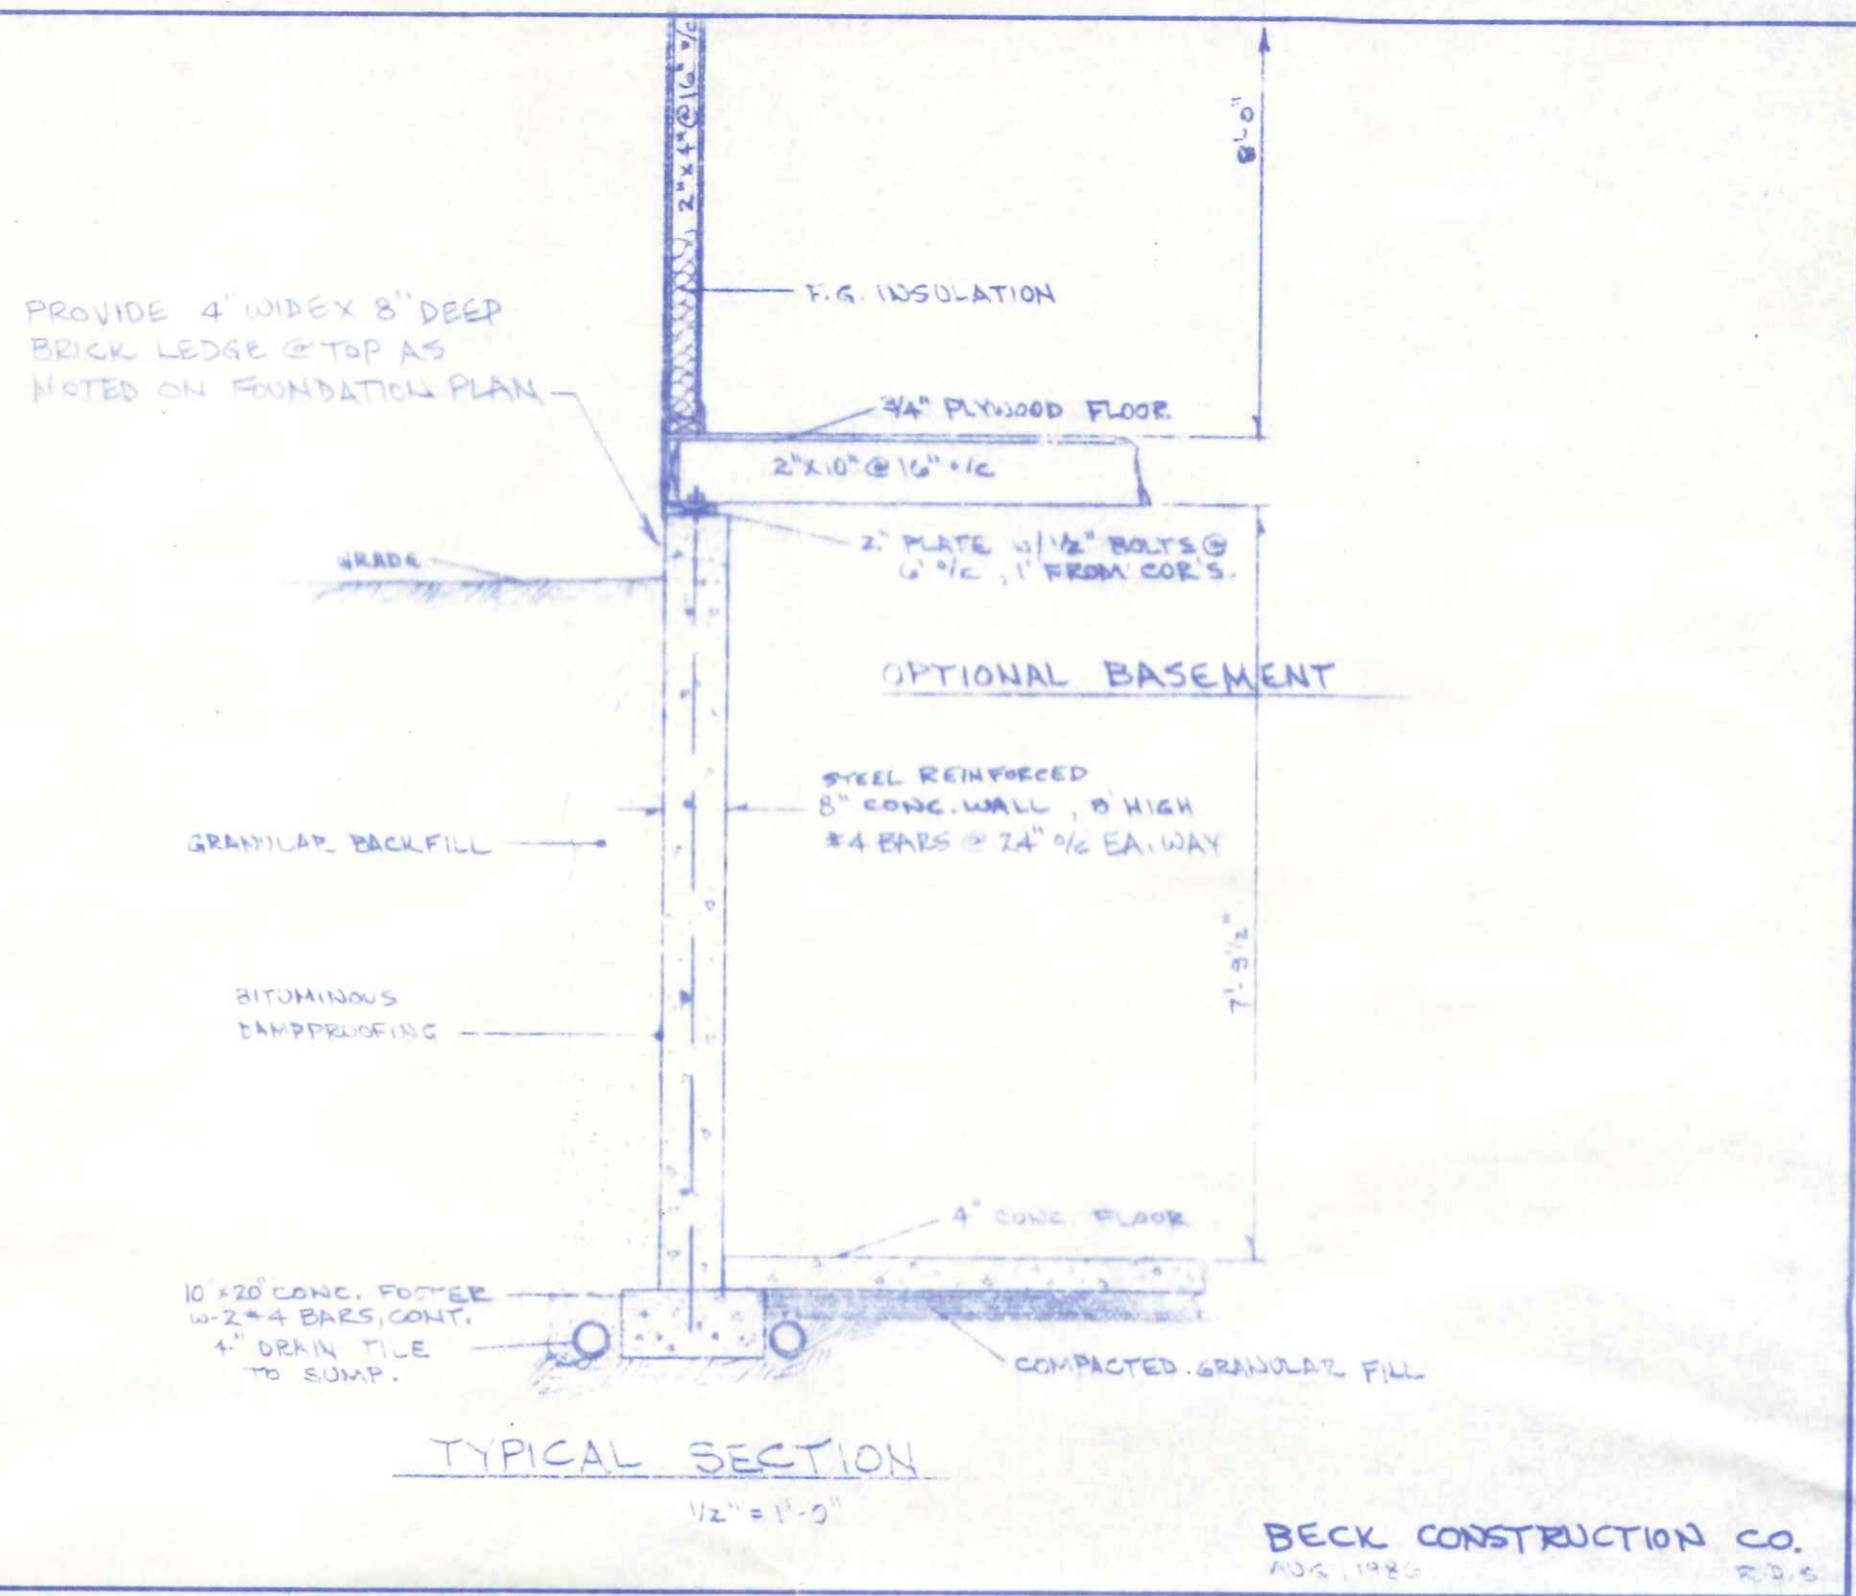 2"x4"@16" o/c
8'-0"
F.G. INSULATION
PROVIDE 4" WIDE X 8" DEEP
BRICK LEDGE @ TOP AS
NOTED ON FOUNDATION PLAN
3/4" PLYWOOD FLOOR
2"x10"@16" o/c
GRADE
2" PLATE w/ 1/2" BOLTS @
6' o/c, 1' FROM COR'S.
OPTIONAL BASEMENT
STEEL REINFORCED
8" CONC. WALL, 8' HIGH
#4 BARS @ 24" o/c EA. WAY
GRANULAR BACKFILL
7'-9 1/2"
BITUMINOUS
DAMPPROOFING
4" CONC. FLOOR
10"x20" CONC. FOOTER
W-2 #4 BARS, CONT.
4" DRAIN TILE
TO SUMP.
COMPACTED GRANULAR FILL
TYPICAL SECTION
1/2" = 1'-0"
BECK CONSTRUCTION CO.
AUG, 1986